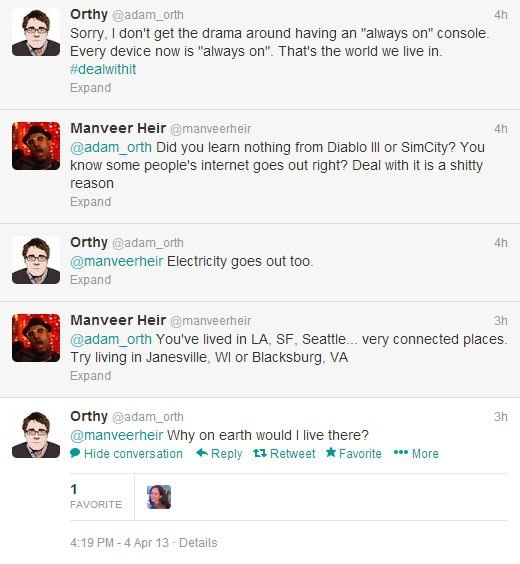 Orthy @adam_orth 4h
Sorry, I don't get the drama around having an "always on" console.
Every device now is "always on". That's the world we live in.
#dealwithit
Expand
Manveer Heir @manveerheir 4h
@adam_orth Did you learn nothing from Diablo III or SimCity? You
know some people's internet goes out right? Deal with it is a shitty
reason
Expand
Orthy @adam_orth 4h
@manveerheir Electricity goes out too.
Expand
Manveer Heir @manveerheir 3h
@adam_orth You've lived in LA, SF, Seattle... very connected places.
Try living in Janesville, WI or Blacksburg, VA
Expand
Orthy @adam_orth 3h
@manveerheir Why on earth would I live there?
Hide conversation Reply Retweet Favorite More
1
FAVORITE
4:19 PM - 4 Apr 13 · Details